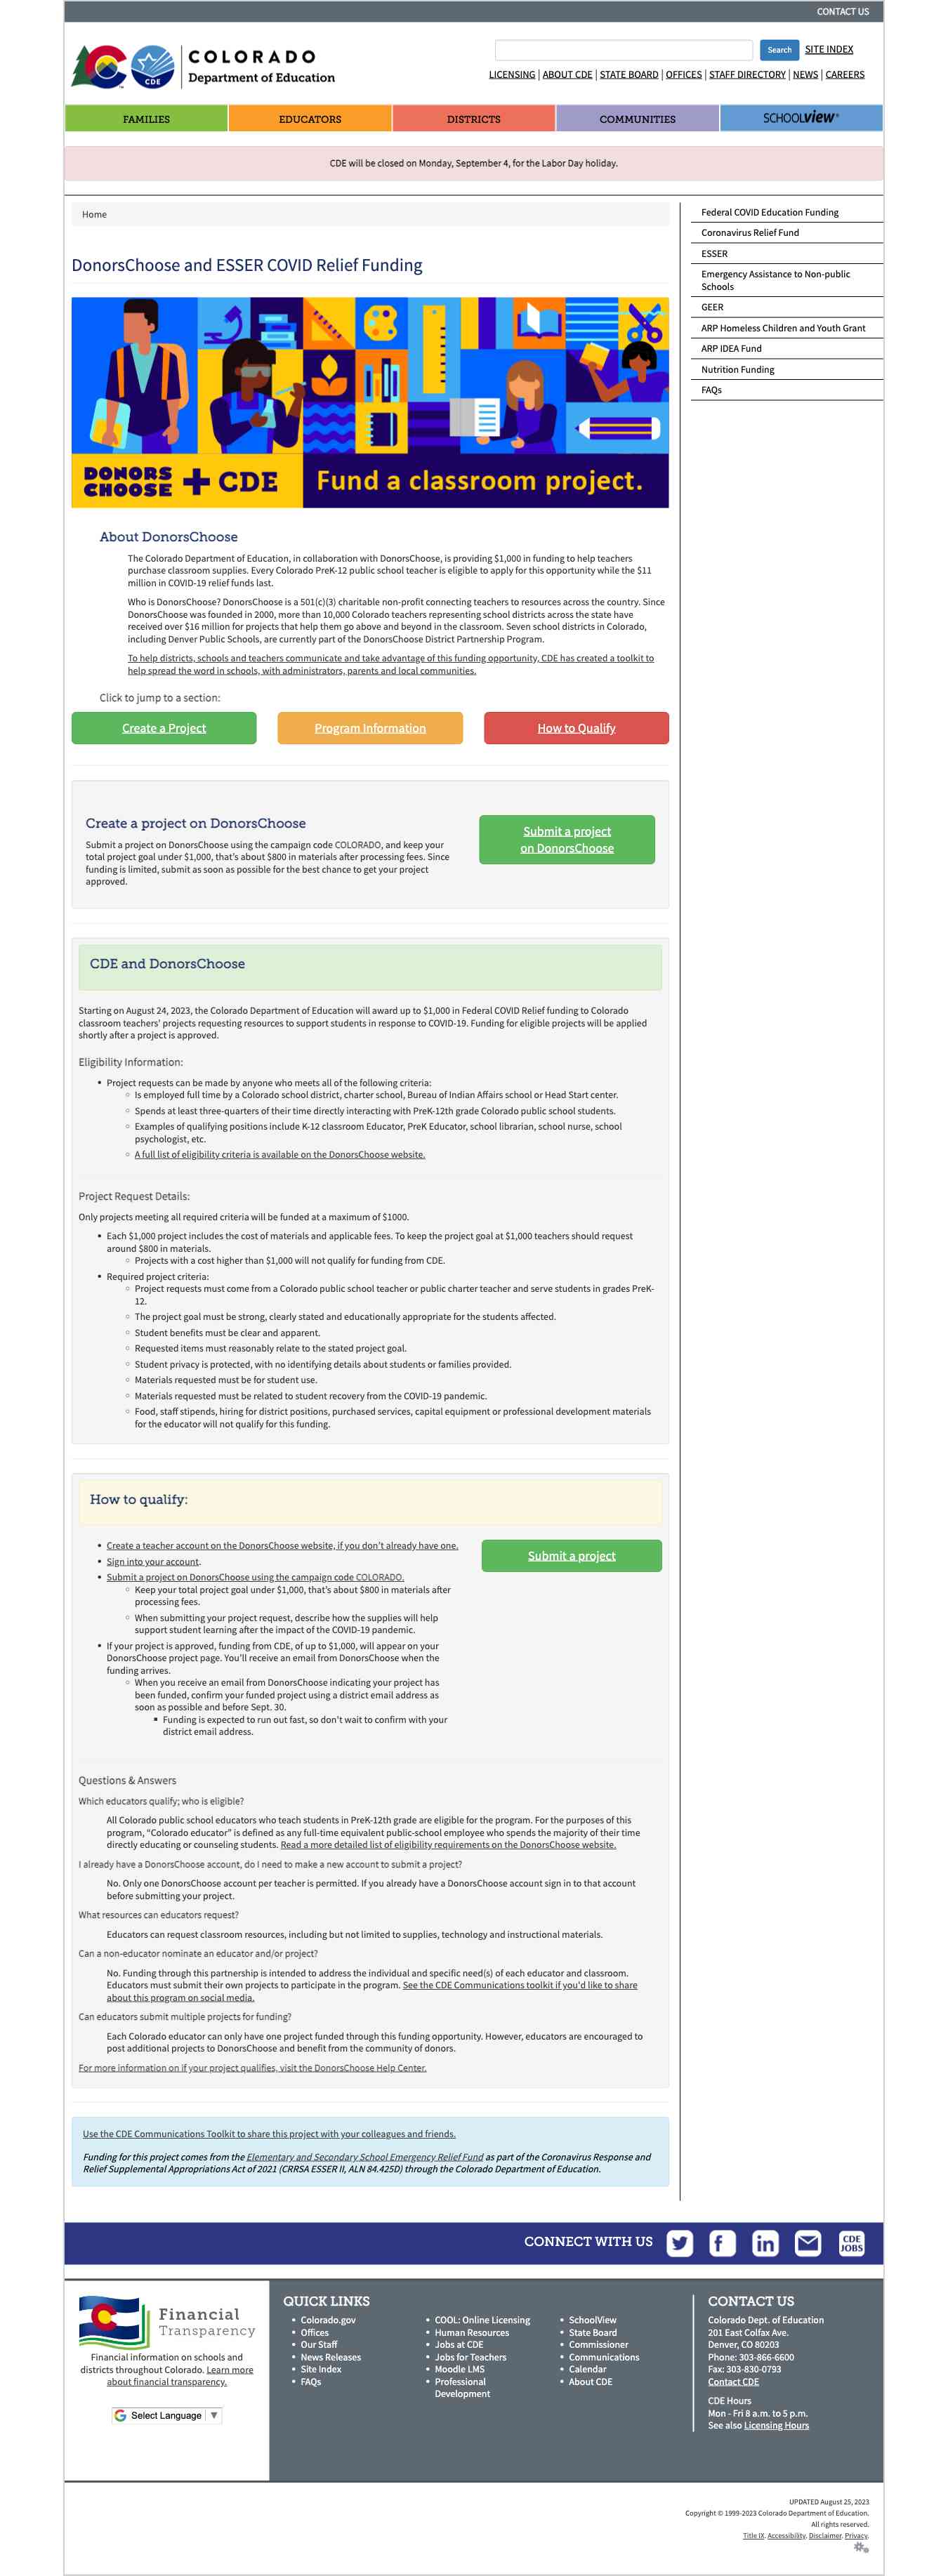 CONTACT US
COLORADO
Department of Education
CDE
Search
SITE INDEX
LICENSING | ABOUT CDE | STATE BOARD | OFFICES | STAFF DIRECTORY | NEWS | CAREERS
FAMILIES
EDUCATORS
DISTRICTS
COMMUNITIES
SCHOOLVIEW®
CDE will be closed on Monday, September 4, for the Labor Day holiday.
Home
DonorsChoose and ESSER COVID Relief Funding
DONORS
CHOOSE + CDE
Fund a classroom project.
About DonorsChoose
The Colorado Department of Education, in collaboration with DonorsChoose, is providing $1,000 in funding to help teachers
purchase classroom supplies. Every Colorado PreK-12 public school teacher is eligible to apply for this opportunity while the $11
million in COVID-19 relief funds last.
Who is DonorsChoose? DonorsChoose is a 501(c)(3) charitable non-profit connecting teachers to resources across the country. Since
DonorsChoose was founded in 2000, more than 10,000 Colorado teachers representing school districts across the state have
received over $16 million for projects that help them go above and beyond in the classroom. Seven school districts in Colorado,
including Denver Public Schools, are currently part of the DonorsChoose District Partnership Program.
To help districts, schools and teachers communicate and take advantage of this funding opportunity, CDE has created a toolkit to
help spread the word in schools, with administrators, parents and local communities.
Click to jump to a section:
Create a Project
Program Information
How to Qualify
Create a project on DonorsChoose
Submit a project on DonorsChoose using the campaign code COLORADO, and keep your
total project goal under $1,000, that's about $800 in materials after processing fees. Since
funding is limited, submit as soon as possible for the best chance to get your project
approved.
Submit a project
on DonorsChoose
CDE and DonorsChoose
Starting on August 24, 2023, the Colorado Department of Education will award up to $1,000 in Federal COVID Relief funding to Colorado
classroom teachers' projects requesting resources to support students in response to COVID-19. Funding for eligible projects will be applied
shortly after a project is approved.
Eligibility Information:
• Project requests can be made by anyone who meets all of the following criteria:
◦ Is employed full time by a Colorado school district, charter school, Bureau of Indian Affairs school or Head Start center.
◦ Spends at least three-quarters of their time directly interacting with PreK-12th grade Colorado public school students.
◦ Examples of qualifying positions include K-12 classroom Educator, PreK Educator, school librarian, school nurse, school
psychologist, etc.
◦ A full list of eligibility criteria is available on the DonorsChoose website.
Project Request Details:
Only projects meeting all required criteria will be funded at a maximum of $1000.
• Each $1,000 project includes the cost of materials and applicable fees. To keep the project goal at $1,000 teachers should request
around $800 in materials.
◦ Projects with a cost higher than $1,000 will not qualify for funding from CDE.
• Required project criteria:
◦ Project requests must come from a Colorado public school teacher or public charter teacher and serve students in grades PreK-
12.
◦ The project goal must be strong, clearly stated and educationally appropriate for the students affected.
◦ Student benefits must be clear and apparent.
◦ Requested items must reasonably relate to the stated project goal.
◦ Student privacy is protected, with no identifying details about students or families provided.
◦ Materials requested must be for student use.
◦ Materials requested must be related to student recovery from the COVID-19 pandemic.
◦ Food, staff stipends, hiring for district positions, purchased services, capital equipment or professional development materials
for the educator will not qualify for this funding.
How to qualify:
• Create a teacher account on the DonorsChoose website, if you don't already have one.
• Sign into your account.
• Submit a project on DonorsChoose using the campaign code COLORADO.
◦ Keep your total project goal under $1,000, that's about $800 in materials after
processing fees.
◦ When submitting your project request, describe how the supplies will help
support student learning after the impact of the COVID-19 pandemic.
• If your project is approved, funding from CDE, of up to $1,000, will appear on your
DonorsChoose project page. You'll receive an email from DonorsChoose when the
funding arrives.
◦ When you receive an email from DonorsChoose indicating your project has
been funded, confirm your funded project using a district email address as
soon as possible and before Sept. 30.
▪ Funding is expected to run out fast, so don't wait to confirm with your
district email address.
Submit a project
Questions & Answers
Which educators qualify; who is eligible?
All Colorado public school educators who teach students in PreK-12th grade are eligible for the program. For the purposes of this
program, "Colorado educator" is defined as any full-time equivalent public-school employee who spends the majority of their time
directly educating or counseling students. Read a more detailed list of eligibility requirements on the DonorsChoose website.
I already have a DonorsChoose account, do I need to make a new account to submit a project?
No. Only one DonorsChoose account per teacher is permitted. If you already have a DonorsChoose account sign in to that account
before submitting your project.
What resources can educators request?
Educators can request classroom resources, including but not limited to supplies, technology and instructional materials.
Can a non-educator nominate an educator and/or project?
No. Funding through this partnership is intended to address the individual and specific need(s) of each educator and classroom.
Educators must submit their own projects to participate in the program. See the CDE Communications toolkit if you'd like to share
about this program on social media.
Can educators submit multiple projects for funding?
Each Colorado educator can only have one project funded through this funding opportunity. However, educators are encouraged to
post additional projects to DonorsChoose and benefit from the community of donors.
For more information on if your project qualifies, visit the DonorsChoose Help Center.
Use the CDE Communications Toolkit to share this project with your colleagues and friends.
Funding for this project comes from the Elementary and Secondary School Emergency Relief Fund as part of the Coronavirus Response and
Relief Supplemental Appropriations Act of 2021 (CRRSA ESSER II, ALN 84.425D) through the Colorado Department of Education.
Federal COVID Education Funding
Coronavirus Relief Fund
ESSER
Emergency Assistance to Non-public
Schools
GEER
ARP Homeless Children and Youth Grant
ARP IDEA Fund
Nutrition Funding
FAQs
CONNECT WITH US
CDE
JOBS
Financial
Transparency
Financial information on schools and
districts throughout Colorado. Learn more
about financial transparency.
Select Language ▼
QUICK LINKS
• Colorado.gov
• Offices
• Our Staff
• News Releases
• Site Index
• FAQs
• COOL: Online Licensing
• Human Resources
• Jobs at CDE
• Jobs for Teachers
• Moodle LMS
• Professional
Development
• SchoolView
• State Board
• Commissioner
• Communications
• Calendar
• About CDE
CONTACT US
Colorado Dept. of Education
201 East Colfax Ave.
Denver, CO 80203
Phone: 303-866-6600
Fax: 303-830-0793
Contact CDE
CDE Hours
Mon - Fri 8 a.m. to 5 p.m.
See also Licensing Hours
UPDATED August 25, 2023
Copyright © 1999-2023 Colorado Department of Education.
All rights reserved.
Title IX. Accessibility. Disclaimer. Privacy.